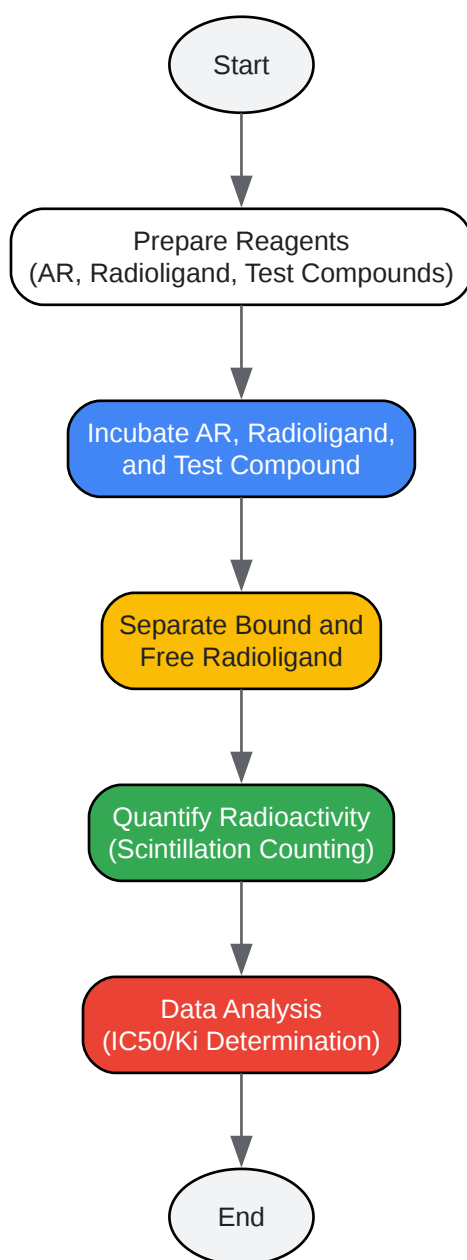 Start
Prepare Reagents
(AR, Radioligand, Test Compounds)
Incubate AR, Radioligand,
and Test Compound
Separate Bound and
Free Radioligand
Quantify Radioactivity
(Scintillation Counting)
Data Analysis
(IC50/Ki Determination)
End